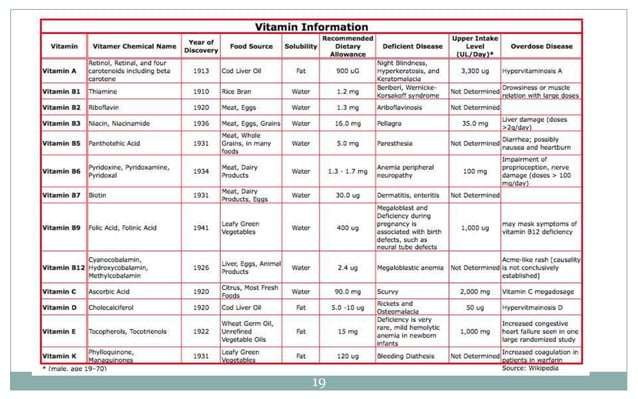 Vitamin Information
Vitamin | Vitamer Chemical Name | Year of Discovery | Food Source | Solubility | Recommended Dietary Allowance | Deficient Disease | Upper Intake Level (UL/Day)* | Overdose Disease
Vitamin A | Retinol, Retinal, and four carotenoids including beta carotene | 1913 | Cod Liver Oil | Fat | 900 uG | Night Blindness, Hyperkeratosis, and Keratomalacia | 3,300 ug | Hypervitaminosis A
Vitamin B1 | Thiamine | 1910 | Rice Bran | Water | 1.2 mg | Beriberi, Wernicke-Korsakoff syndrome | Not Determined | Drowsiness or muscle relation with large doses
Vitamin B2 | Riboflavin | 1920 | Meat, Eggs | Water | 1.3 mg | Ariboflavinosis | Not Determined
Vitamin B3 | Niacin, Niacinamide | 1936 | Meat, Eggs, Grains | Water | 16.0 mg | Pellagra | 35.0 mg | Liver damage (doses >2g/day)
Vitamin B5 | Panthothehic Acid | 1931 | Meat, Whole Grains, in many foods | Water | 5.0 mg | Paresthesia | Not Determined | Diarrhea; possibly nausea and heartburn
Vitamin B6 | Pyridoxine, Pyridoxamine, Pyridoxal | 1934 | Meat, Dairy Products | Water | 1.3 - 1.7 mg | Anemia peripheral neuropathy | 100 mg | Impairment of proprioception, nerve damage (doses > 100 mg/day)
Vitamin B7 | Biotin | 1931 | Meat, Dairy Products, Eggs | Water | 30.0 ug | Dermatitis, enteritis | Not Determined
Vitamin B9 | Folic Acid, Folinic Acid | 1941 | Leafy Green Vegetables | Water | 400 ug | Megaloblast and Deficiency during pregnancy is associated with birth defects, such as neural tube defects | 1,000 ug | may mask symptoms of vitamin B12 deficiency
Vitamin B12 | Cyanocobalamin, Hydroxycobalamin, Methylcobalamin | 1926 | Liver, Eggs, Animal Products | Water | 2.4 ug | Megaloblastic anemia | Not Determined | Acme-like rash [causality is not conclusively established]
Vitamin C | Ascorbic Acid | 1920 | Citrus, Most Fresh Foods | Water | 90.0 mg | Scurvy | 2,000 mg | Vitamin C megadosage
Vitamin D | Cholecalciferol | 1920 | Cod Liver Oil | Fat | 5.0 -10 ug | Rickets and Osteomalacia | 50 ug | Hypervitmainosis D
Vitamin E | Tocopherols, Tocotrienols | 1922 | Wheat Germ Oil, Unrefined Vegetable Oils | Fat | 15 mg | Deficiency is very rare, mild hemolytic anemia in newborn infants | 1,000 mg | Increased congestive heart failure seen in one large randomized study
Vitamin K | Phylloquinone, Manaquinones | 1931 | Leafy Green Vegetables | Fat | 120 ug | Bleeding Diathesis | Not Determined | Increased coagulation in patients in warfarin
* (male. age 19-70)
Source: Wikipedia
19